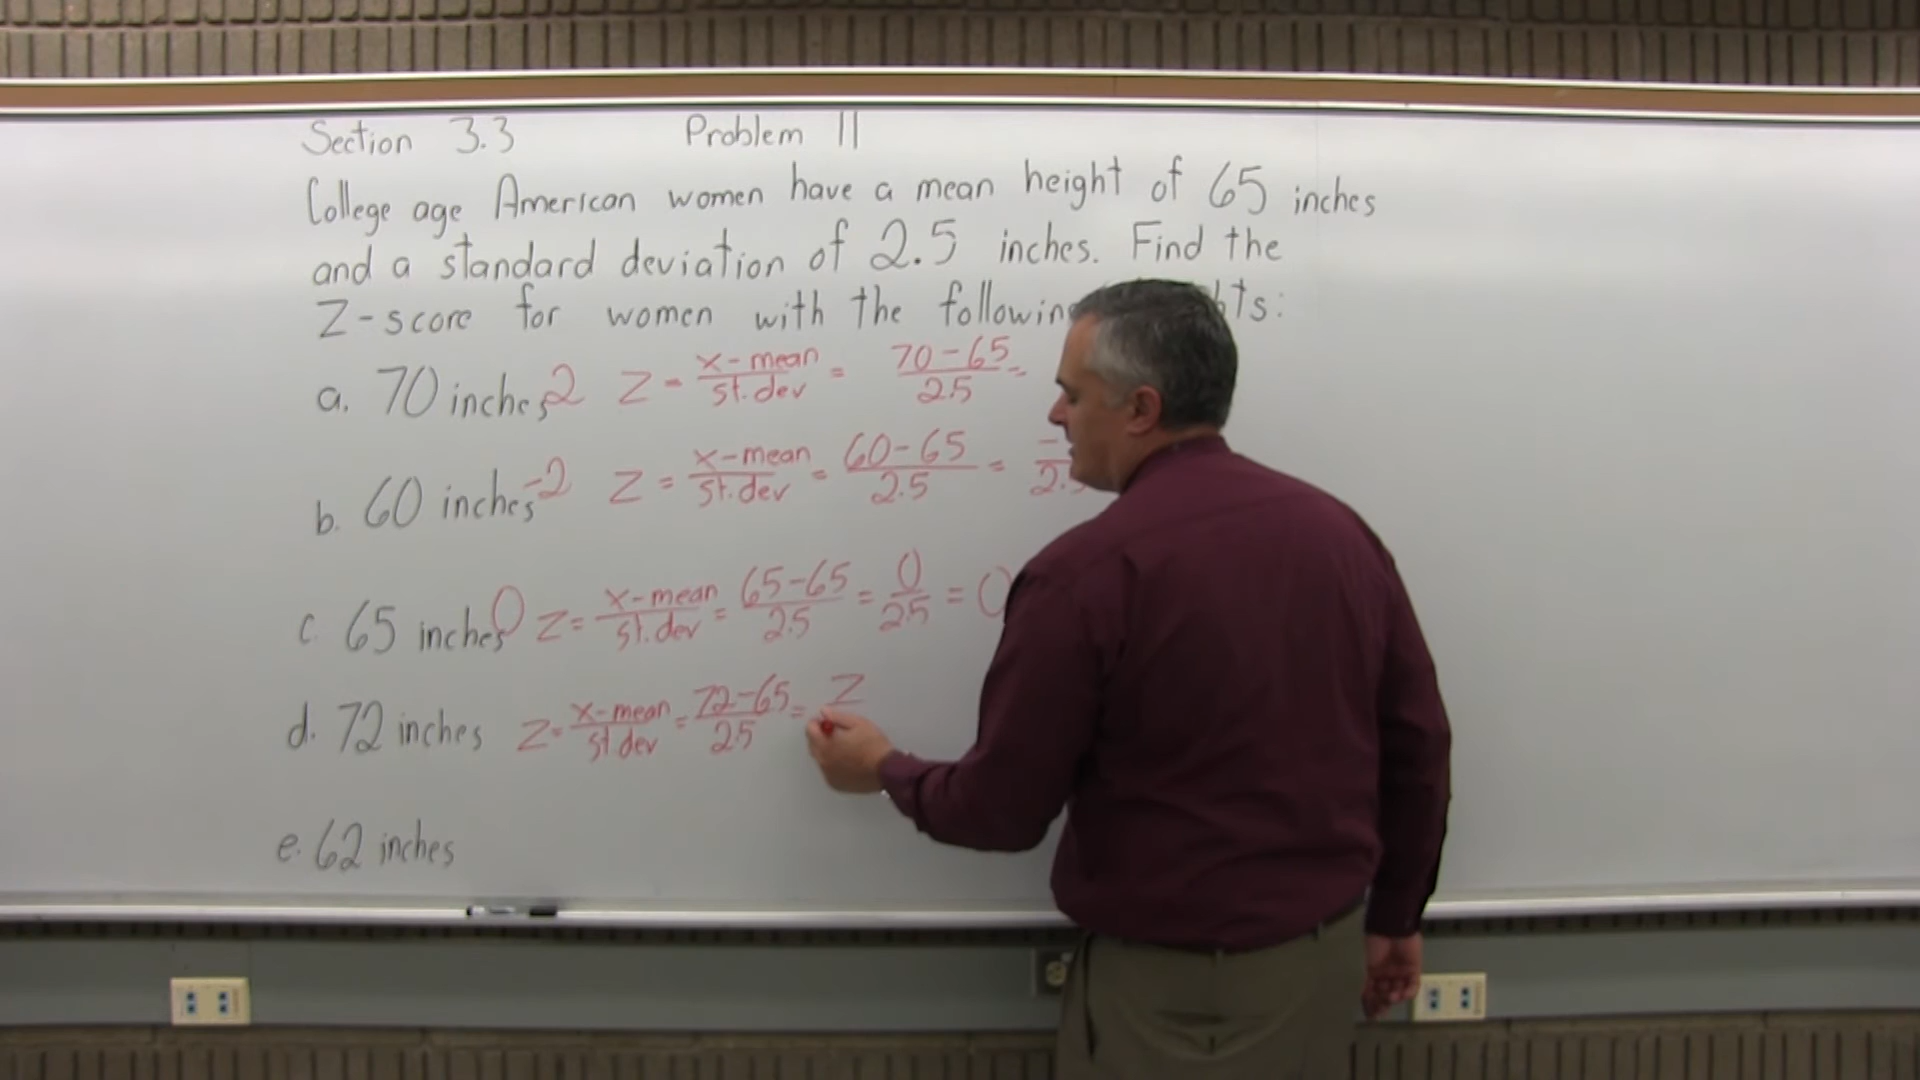 Section 3.3 Problem 11
College age American women have a mean height of 65 inches
and a standard deviation of 2.5 inches. Find the
Z-score for women with the
a. 70 inches 2 Z = x-mean/st.dev = 70-65/2.5 =
b. 60 inches -2 Z = x-mean/st.dev = 60-65/2.5 =
c. 65 inches 0 Z = x-mean/st.dev = 65-65/2.5 = 0/2.5 = 0
d. 72 inches Z = x-mean/st.dev = 72-65/2.5 = 7
e. 62 inches